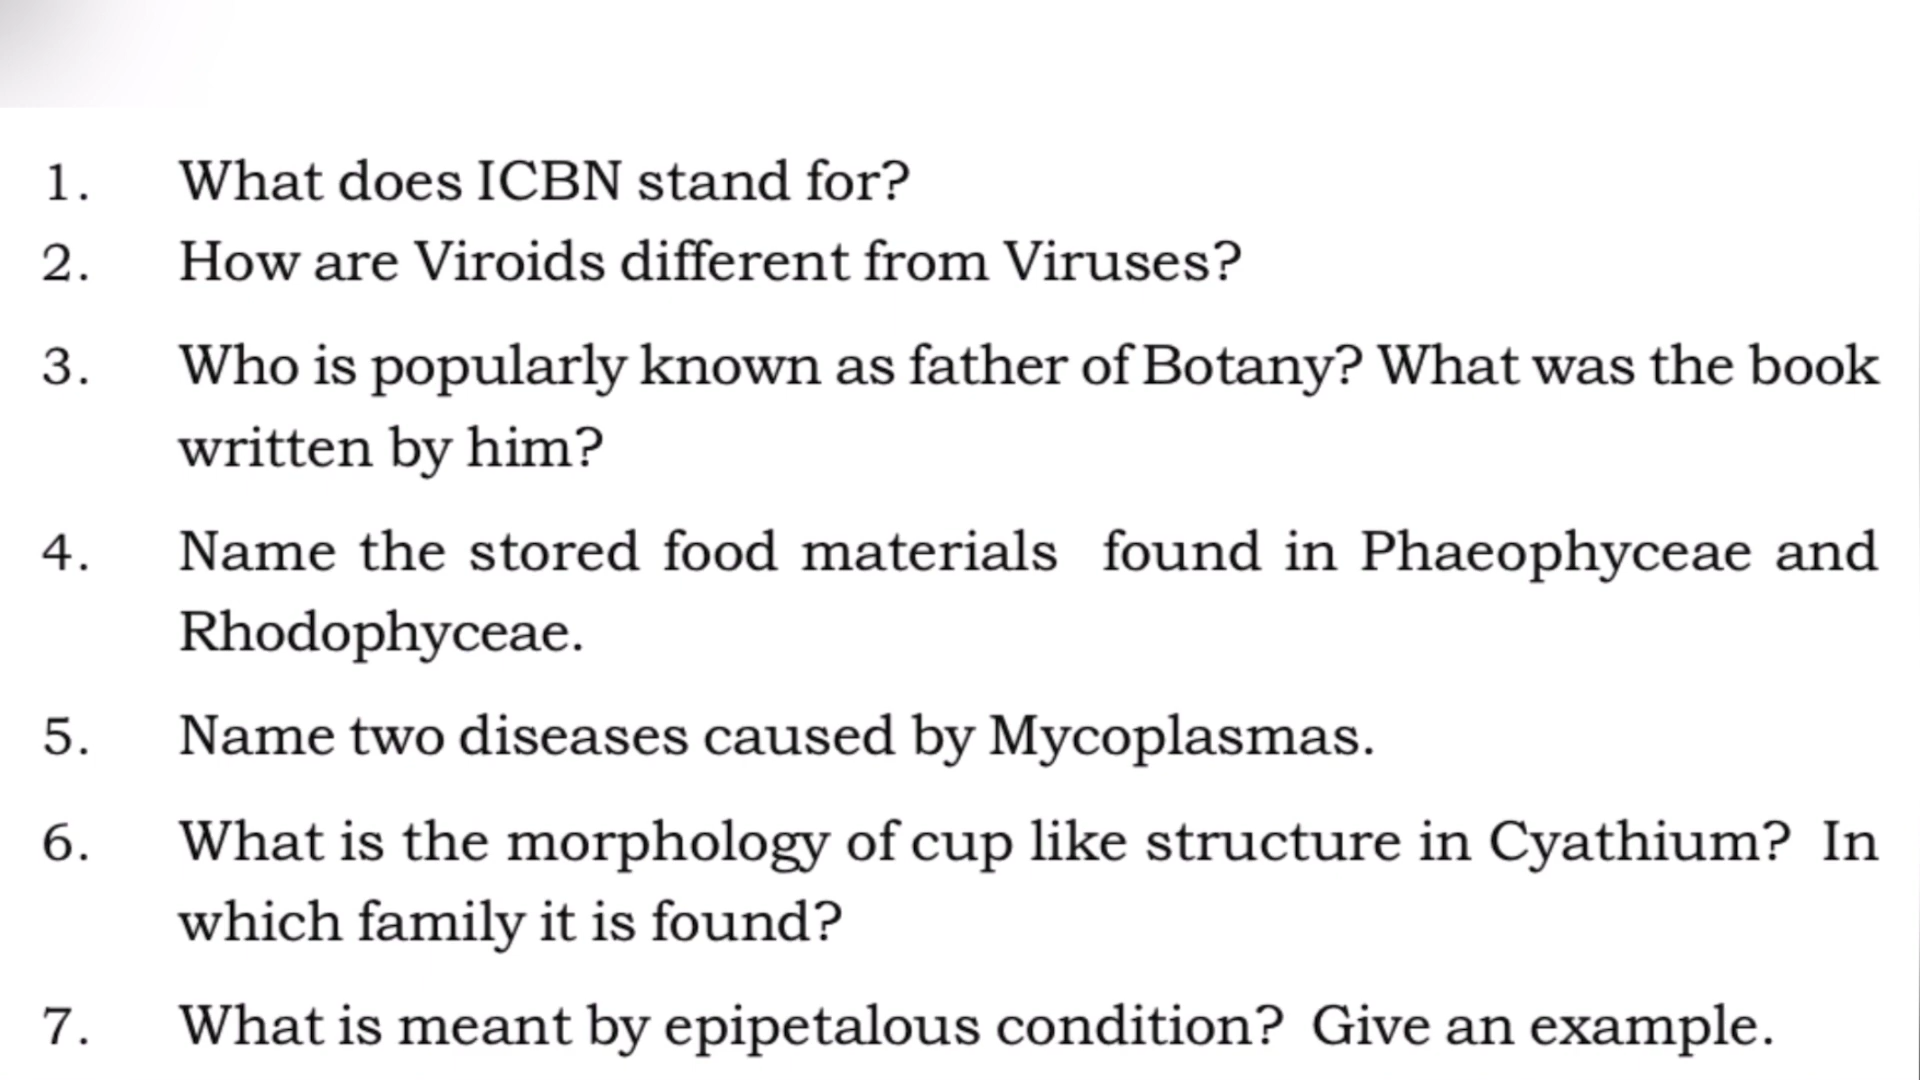 1. What does ICBN stand for?
2. How are Viroids different from Viruses?
3. Who is popularly known as father of Botany? What was the book
written by him?
4. Name the stored food materials found in Phaeophyceae and
Rhodophyceae.
5. Name two diseases caused by Mycoplasmas.
6. What is the morphology of cup like structure in Cyathium? In
which family it is found?
7. What is meant by epipetalous condition? Give an example.